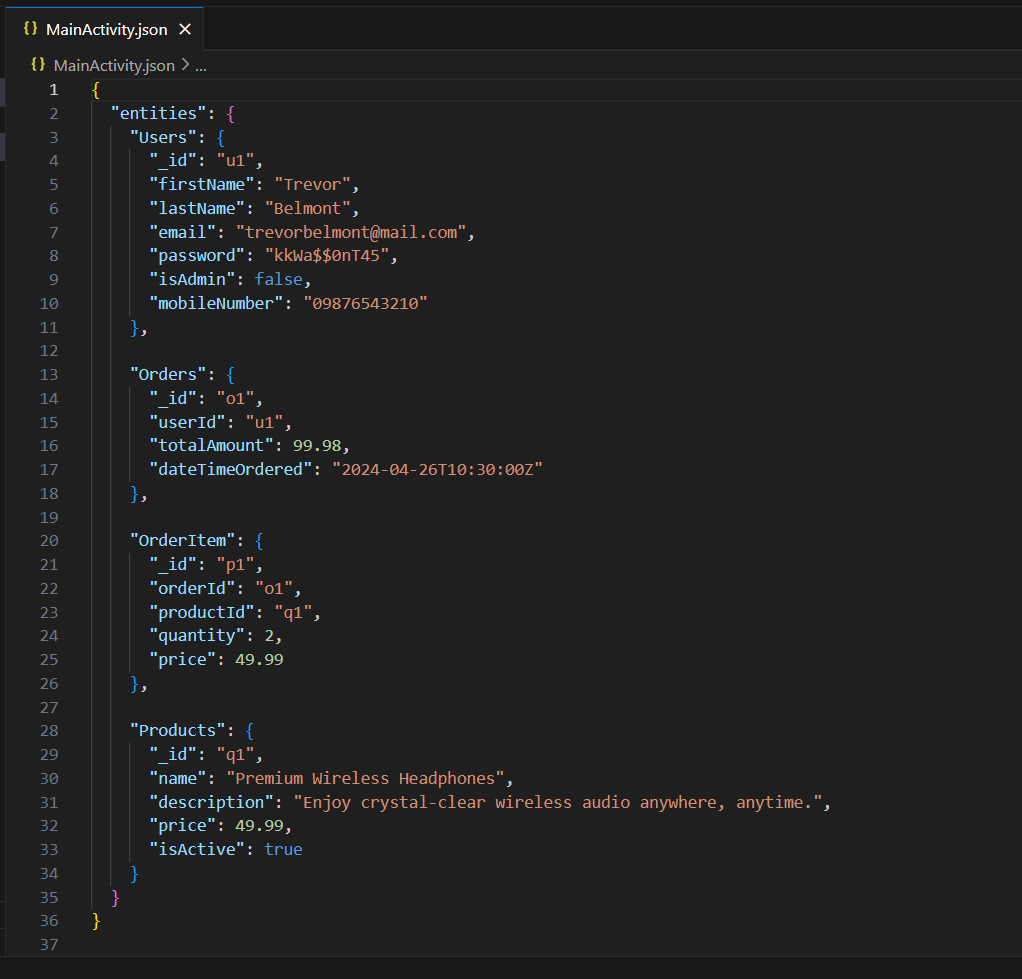 {} MainActivity.json ×
{} MainActivity.json > ...
1 {
2 "entities": {
3 "Users": {
4 "_id": "u1",
5 "firstName": "Trevor",
6 "lastName": "Belmont",
7 "email": "trevorbelmont@mail.com",
8 "password": "kkWa$$0nT45",
9 "isAdmin": false,
10 "mobileNumber": "09876543210"
11 },
12
13 "Orders": {
14 "_id": "o1",
15 "userId": "u1",
16 "totalAmount": 99.98,
17 "dateTimeOrdered": "2024-04-26T10:30:00Z"
18 },
19
20 "OrderItem": {
21 "_id": "p1",
22 "orderId": "o1",
23 "productId": "q1",
24 "quantity": 2,
25 "price": 49.99
26 },
27
28 "Products": {
29 "_id": "q1",
30 "name": "Premium Wireless Headphones",
31 "description": "Enjoy crystal-clear wireless audio anywhere, anytime.",
32 "price": 49.99,
33 "isActive": true
34 }
35 }
36 }
37